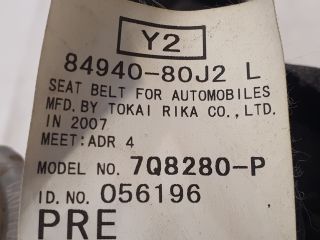 Y2
84940-80J2 L
SEAT BELT FOR AUTOMOBILES
MFD. BY TOKAI RIKA CO., LTD.
IN 2007
MEET:ADR 4
MODEL NO. 7Q8280-P
ID. NO. 056196
PRE